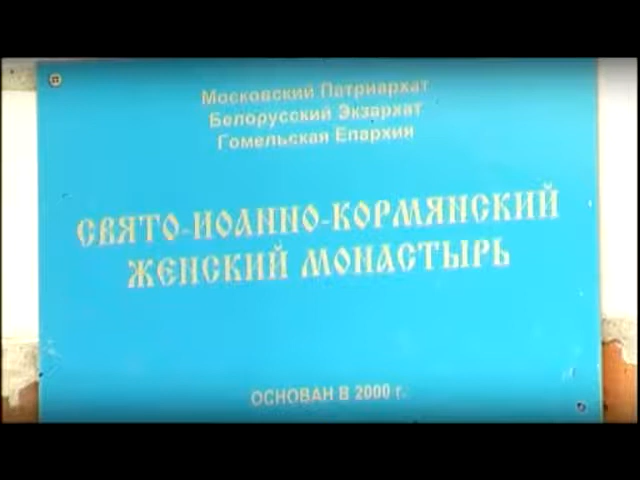 Московский Патриархат
Белорусский Экзархат
Гомельская Епархия
СВЯТО-ИОАННО-КОРМЯНСКИЙ
ЖЕНСКИЙ МОНАСТЫРЬ
ОСНОВАН В 2000 г.